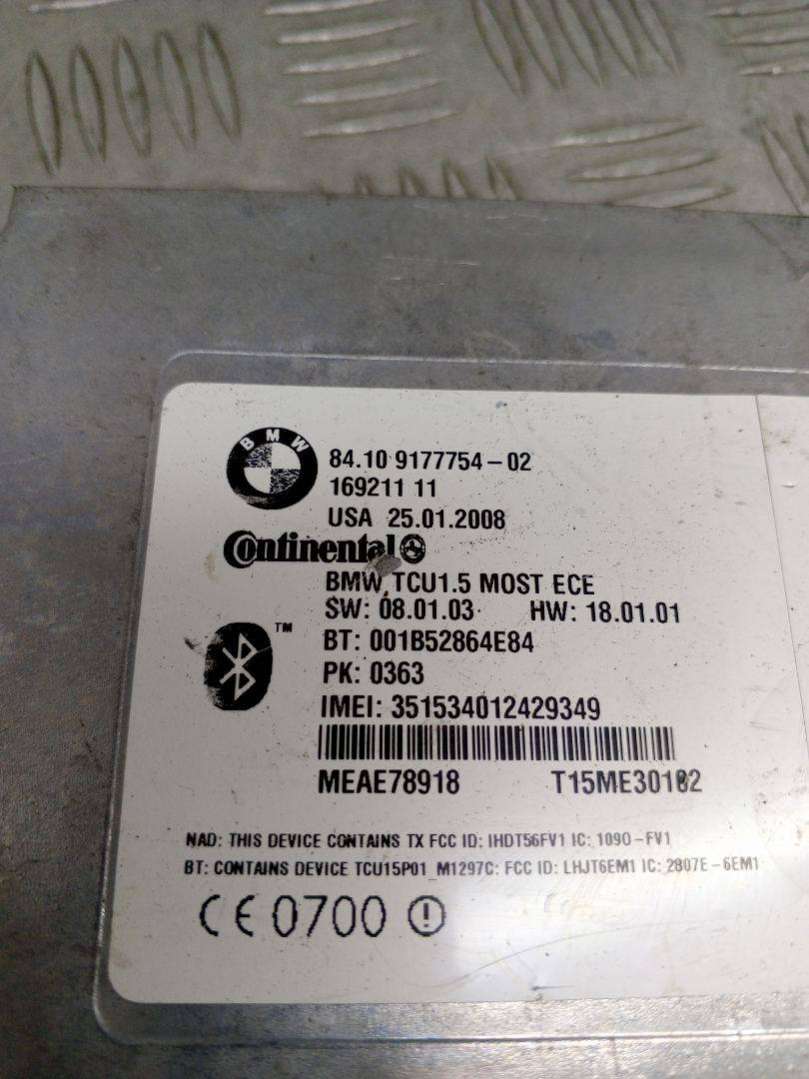 BMW
84.10 9177754-02
169211 11
USA 25.01.2008
Continental
BMW TCU1.5 MOST ECE
SW: 08.01.03 HW: 18.01.01
TM
BT: 001B52864E84
PK: 0363
IMEI: 351534012429349
MEAE78918 T15ME30182
NAD: THIS DEVICE CONTAINS TX FCC ID: IHDT56FV1 IC: 1090-FV1
BT: CONTAINS DEVICE TCU15P01_M1297C: FCC ID: LHJT6EM1 IC: 2807E-6EM1
CE 0700